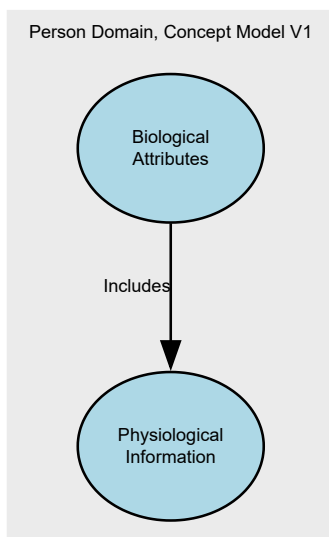 Person Domain, Concept Model V1
Biological
Attributes
Includes
Physiological
Information